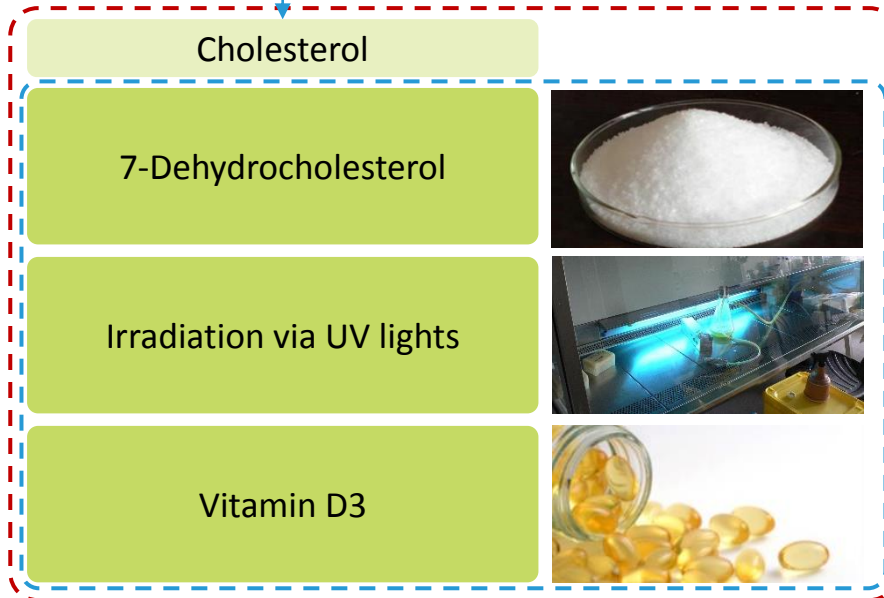 Cholesterol
7-Dehydrocholesterol
Irradiation via UV lights
Vitamin D3